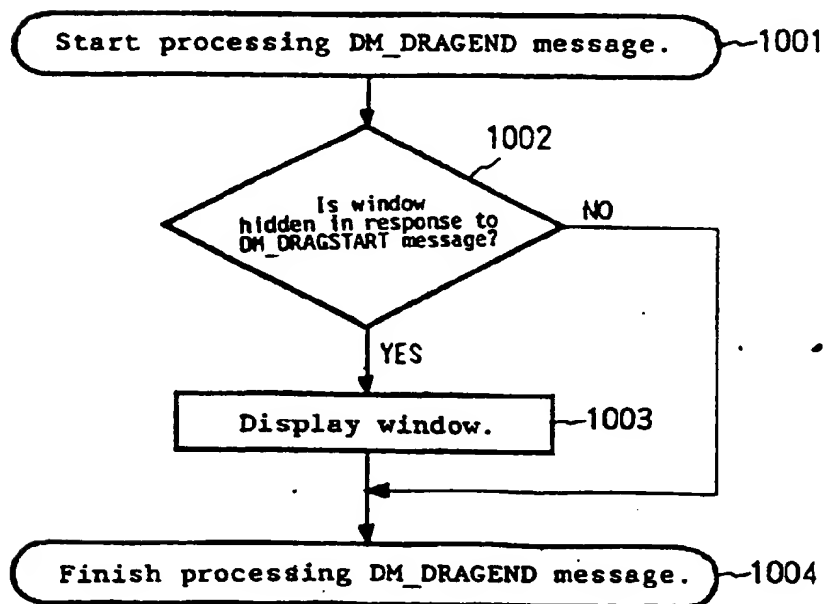 Start processing DM_DRAGEND message.
1001
1002
Is window
hidden in response to
DM_DRAGSTART message?
NO
YES
Display window.
1003
Finish processing DM_DRAGEND message.
1004